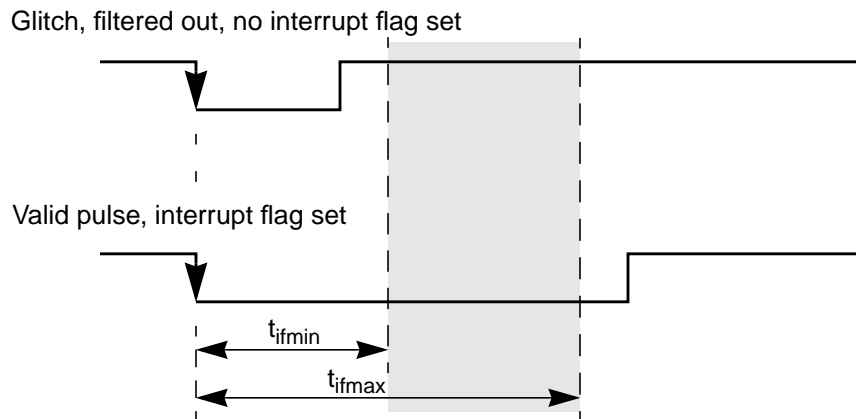 Glitch, filtered out, no interrupt flag set
Valid pulse, interrupt flag set
tifmin
tifmax